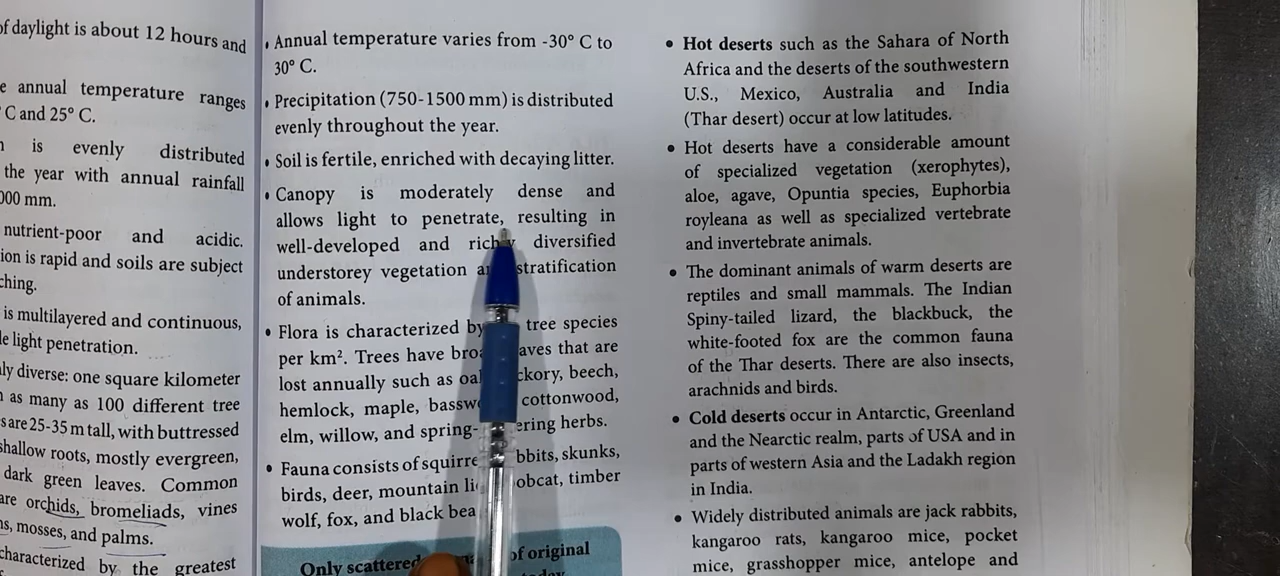 of daylight is about 12 hours and
annual temperature ranges
C and 25° C.
is evenly distributed
the year with annual rainfall
000 mm.
nutrient-poor and acidic.
ion is rapid and soils are subject
ching.
is multilayered and continuous,
le light penetration.
ly diverse: one square kilometer
as many as 100 different tree
s are 25-35 m tall, with buttressed
shallow roots, mostly evergreen,
dark green leaves. Common
are orchids, bromeliads, vines
mosses, and palms.
characterized by the greatest
• Annual temperature varies from -30° C to
30° C.
• Precipitation (750-1500 mm) is distributed
evenly throughout the year.
• Soil is fertile, enriched with decaying litter.
• Canopy is moderately dense and
allows light to penetrate, resulting in
well-developed and richly diversified
understorey vegetation stratification
of animals.
• Flora is characterized by tree species
per km². Trees have aves that are
lost annually such as ckory, beech,
hemlock, maple, cottonwood,
elm, willow, and spring- ering herbs.
• Fauna consists of squirre bbits, skunks,
birds, deer, mountain li obcat, timber
wolf, fox, and black bea
Only scattered of original
today
• Hot deserts such as the Sahara of North
Africa and the deserts of the southwestern
U.S., Mexico, Australia and India
(Thar desert) occur at low latitudes.
• Hot deserts have a considerable amount
of specialized vegetation (xerophytes),
aloe, agave, Opuntia species, Euphorbia
royleana as well as specialized vertebrate
and invertebrate animals.
• The dominant animals of warm deserts are
reptiles and small mammals. The Indian
Spiny-tailed lizard, the blackbuck, the
white-footed fox are the common fauna
of the Thar deserts. There are also insects,
arachnids and birds.
• Cold deserts occur in Antarctic, Greenland
and the Nearctic realm, parts of USA and in
parts of western Asia and the Ladakh region
in India.
• Widely distributed animals are jack rabbits,
kangaroo rats, kangaroo mice, pocket
mice, grasshopper mice, antelope and